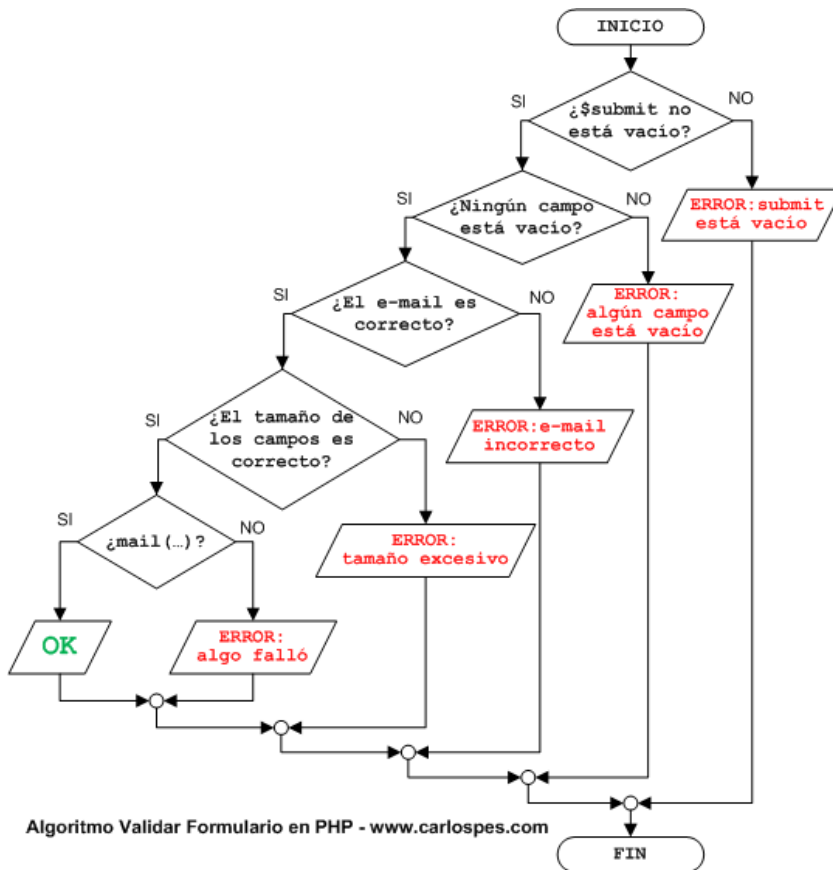 INICIO
SI
¿$submit no
está vacío?
NO
SI
¿Ningún campo
está vacío?
NO
ERROR:submit
está vacío
SI
¿El e-mail es
correcto?
NO
ERROR:
algún campo
está vacío
SI
¿El tamaño de
los campos es
correcto?
NO
ERROR:e-mail
incorrecto
SI
¿mail(…)?
NO
ERROR:
tamaño excesivo
OK
ERROR:
algo falló
Algoritmo Validar Formulario en PHP - www.carlospes.com
FIN